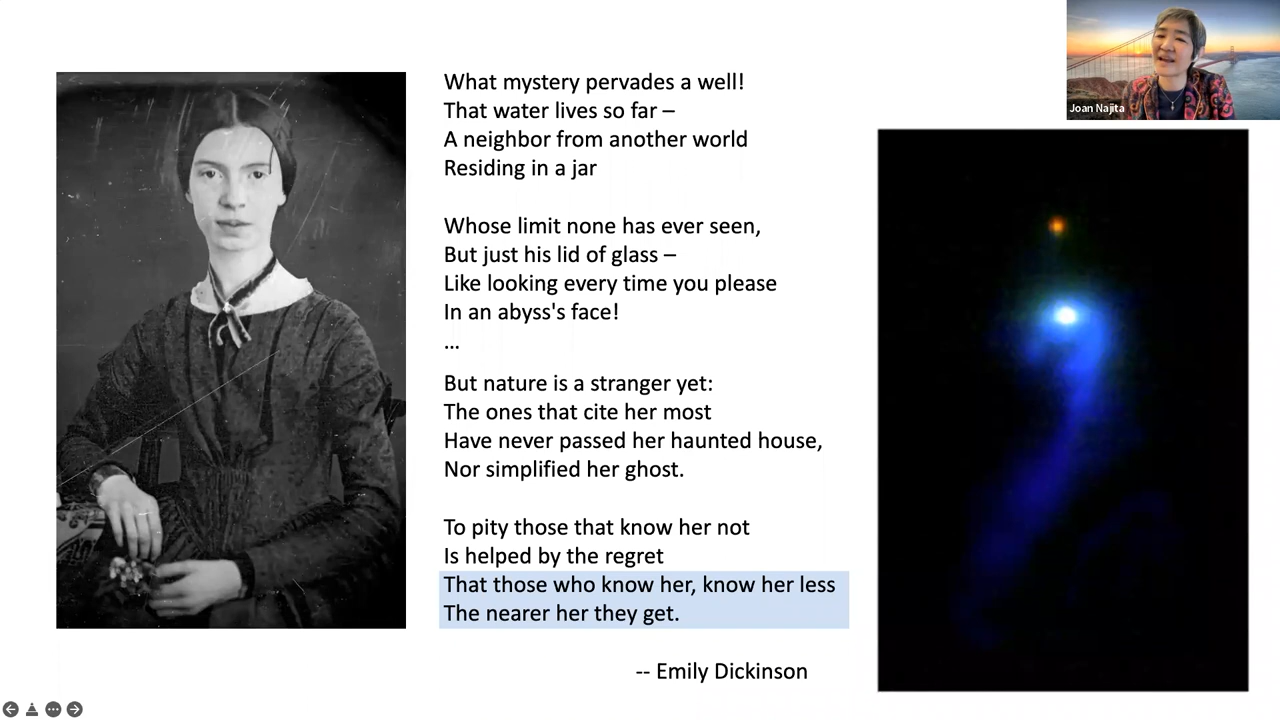 What mystery pervades a well!
That water lives so far –
A neighbor from another world
Residing in a jar
Whose limit none has ever seen,
But just his lid of glass –
Like looking every time you please
In an abyss's face!
…
But nature is a stranger yet:
The ones that cite her most
Have never passed her haunted house,
Nor simplified her ghost.
To pity those that know her not
Is helped by the regret
That those who know her, know her less
The nearer her they get.
-- Emily Dickinson
Joan Najita